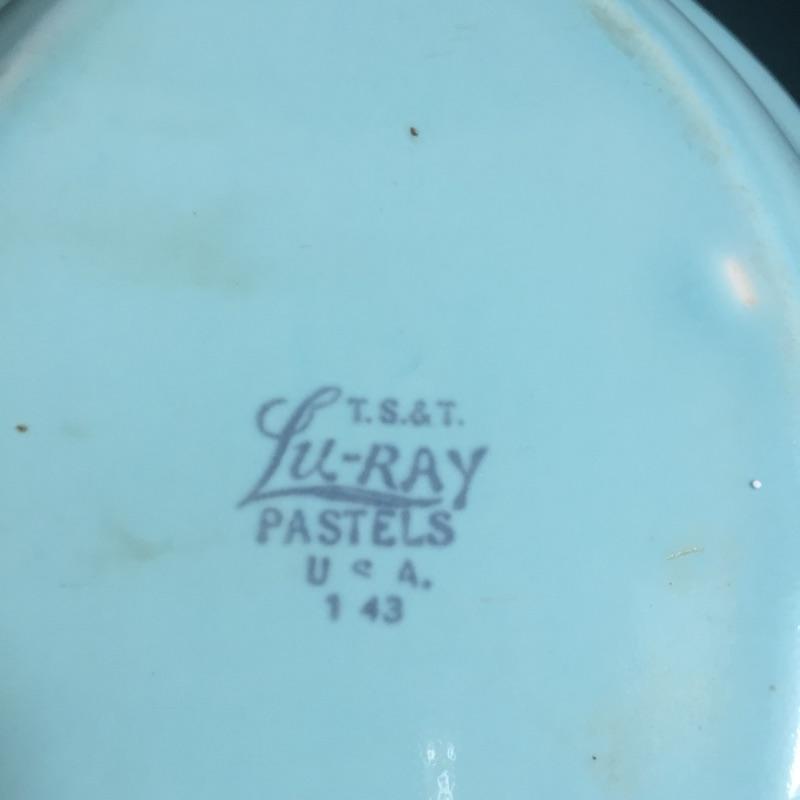 T.S.&T.
Lu-RAY
PASTELS
U S A.
1 43